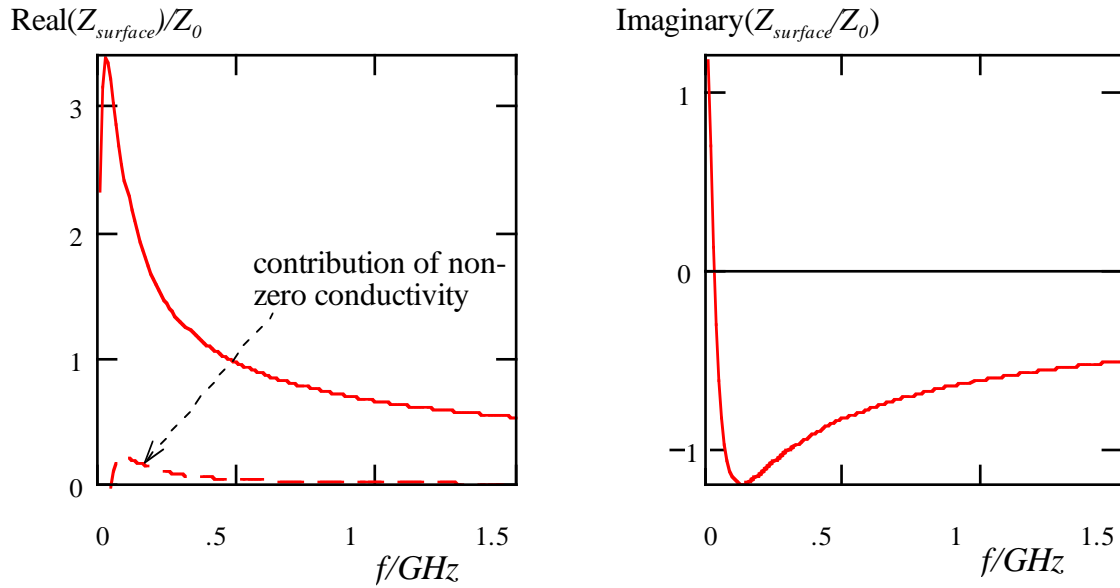 Real(Z_surface)/Z_0
3
2
contribution of non-
zero conductivity
1
0
0 .5 1 1.5
f/GHz
Imaginary(Z_surface/Z_0)
1
0
−1
0 .5 1 1.5
f/GHz